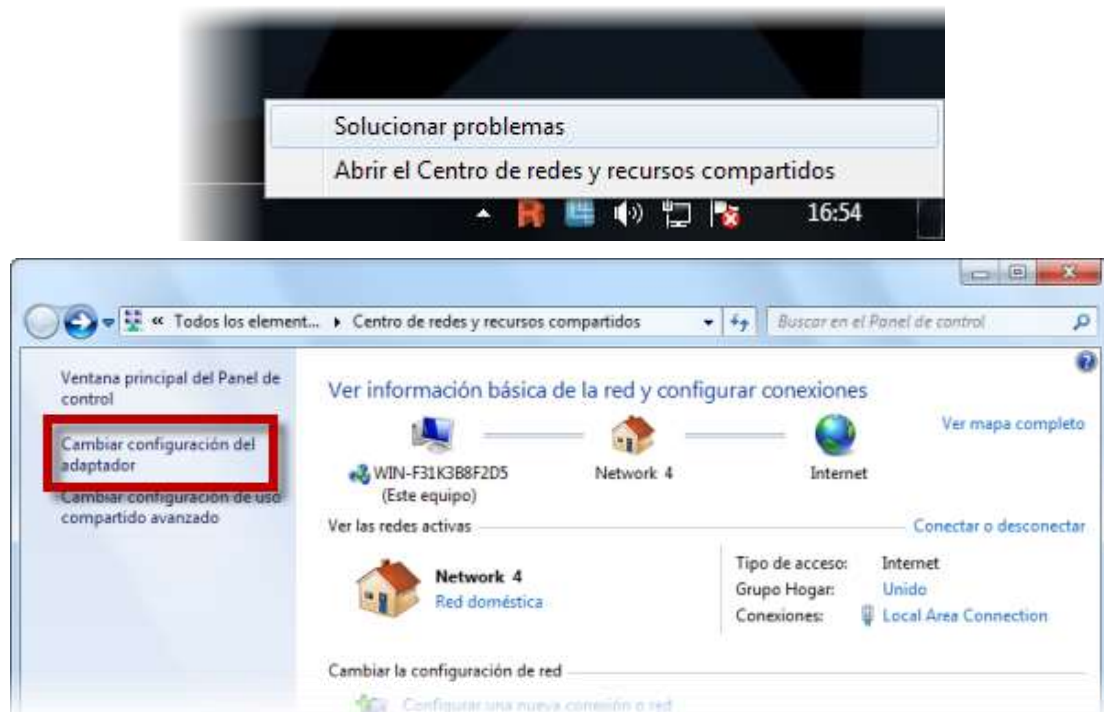 Solucionar problemas
Abrir el Centro de redes y recursos compartidos
16:54
« Todos los element... ▸ Centro de redes y recursos compartidos
Buscar en el Panel de control
Ventana principal del Panel de
control
Cambiar configuración del
adaptador
Cambiar configuración de uso
compartido avanzado
Ver información básica de la red y configurar conexiones
Ver mapa completo
WIN-F31K3B8F2D5
(Este equipo)
Network 4
Internet
Ver las redes activas
Conectar o desconectar
Network 4
Red doméstica
Tipo de acceso: Internet
Grupo Hogar: Unido
Conexiones: Local Area Connection
Cambiar la configuración de red
Configurar una nueva conexión o red